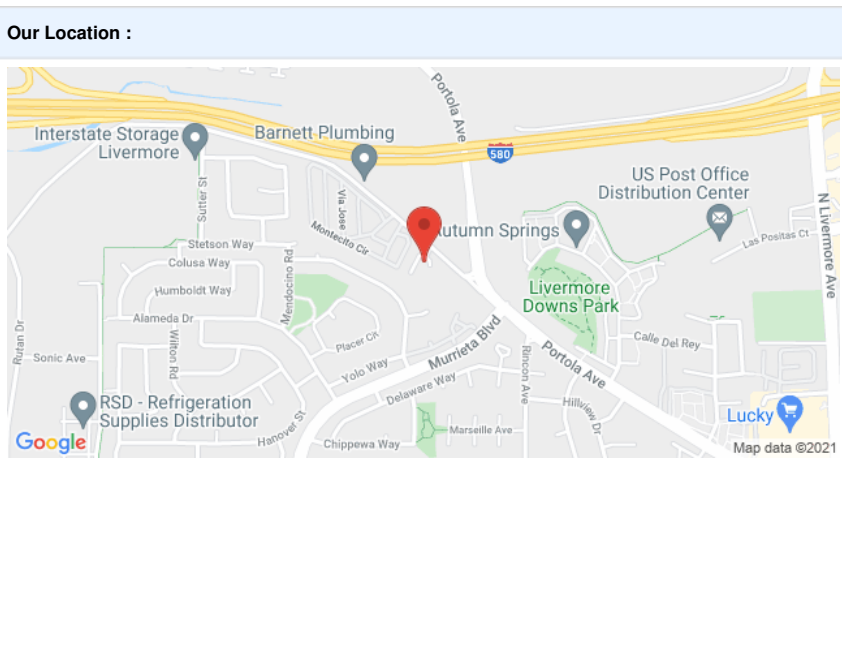 Our Location :
Portola Ave
Interstate Storage
Livermore
Barnett Plumbing
580
US Post Office
Distribution Center
Sutter St
Via Jose
N Livermore Ave
Montecito Cir
Autumn Springs
Las Positas Ct
Stetson Way
Colusa Way
Mendocino Rd
Humboldt Way
Livermore
Downs Park
Alameda Dr
Rutan Dr
Wilton Rd
Placer Cir
Murrieta Blvd
Calle Del Rey
Sonic Ave
Yolo Way
Portola Ave
Rincon Ave
Delaware Way
RSD - Refrigeration
Supplies Distributor
Hillview Dr
Lucky
Hanover St
Marseille Ave
Chippewa Way
Google
Map data ©2021